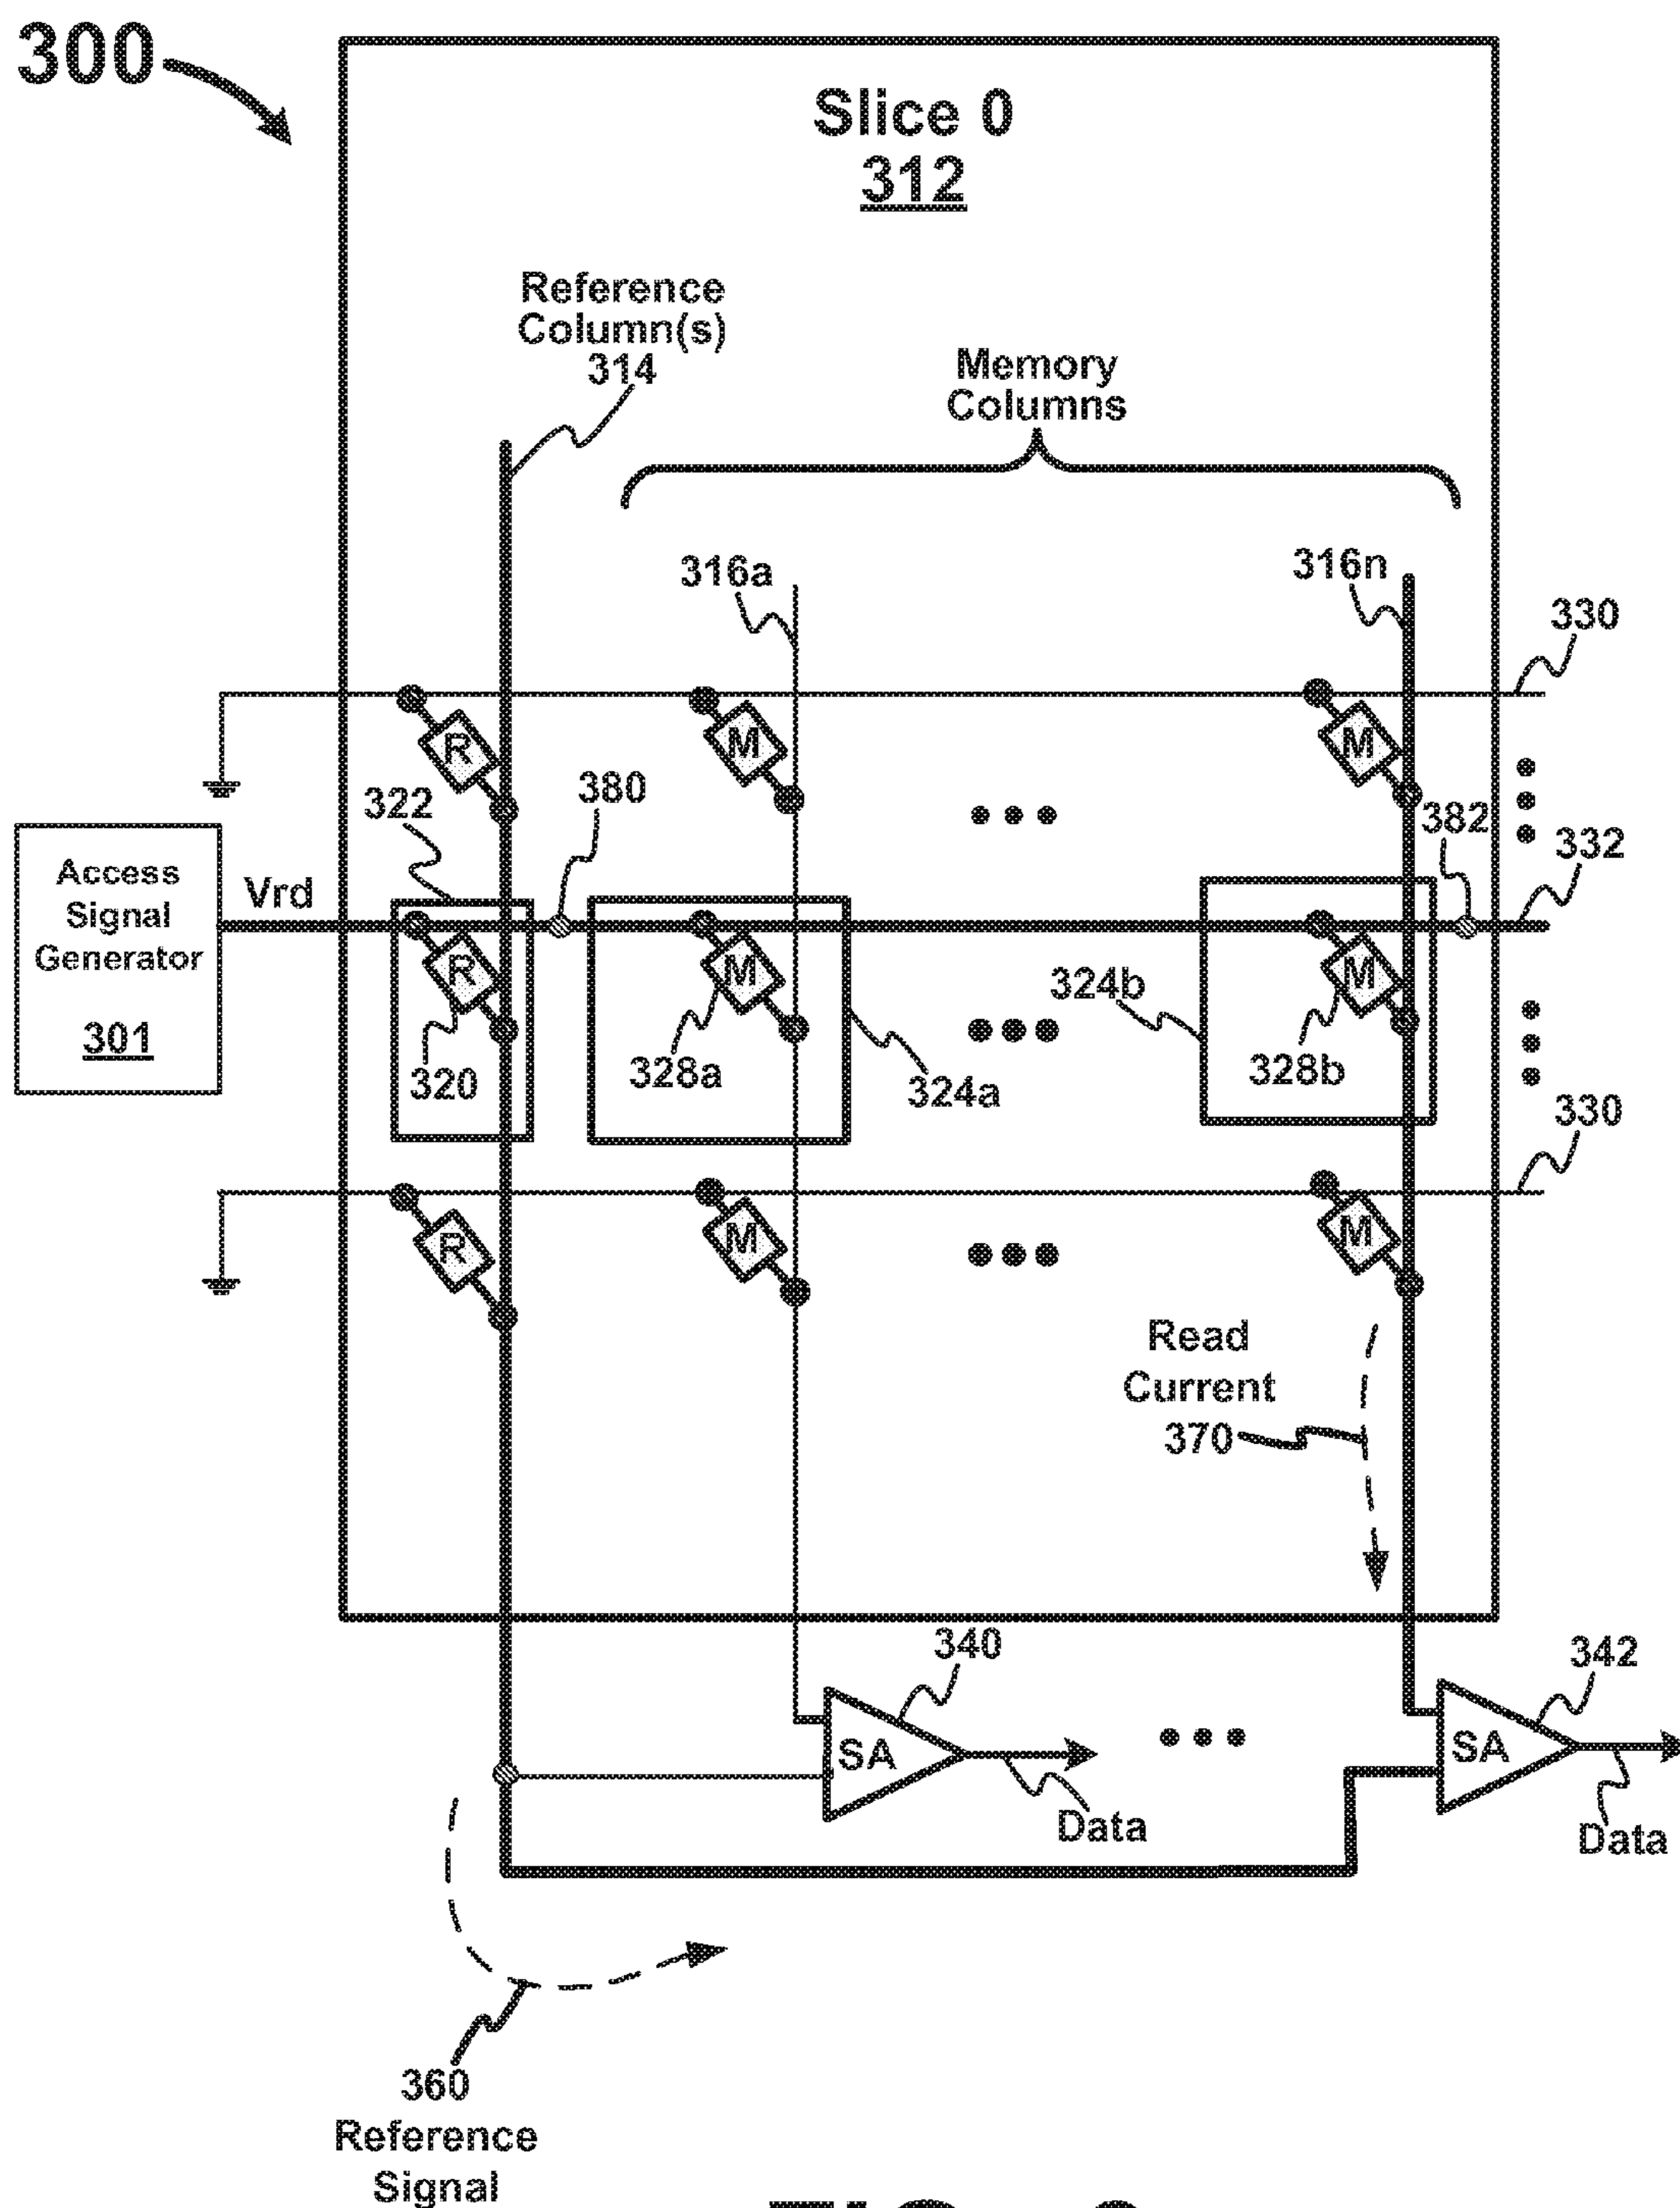 300
Slice 0
312
Reference
Column(s)
314
Memory
Columns
316a
316n
330
R
M
M
322
380
382
332
Access
Signal
Generator
301
Vrd
R
M
M
320
328a
324a
324b
328b
330
R
M
M
Read
Current
370
340
342
SA
SA
Data
Data
360
Reference
Signal